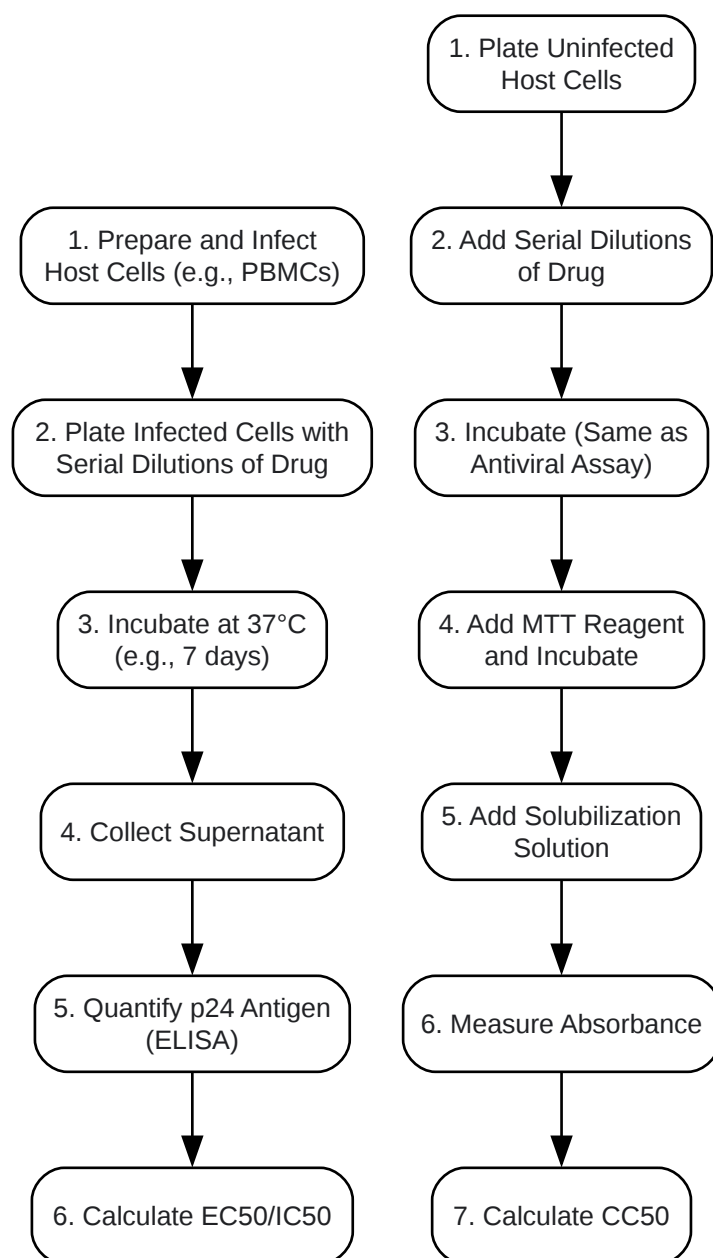 1. Prepare and Infect
Host Cells (e.g., PBMCs)
2. Plate Infected Cells with
Serial Dilutions of Drug
3. Incubate at 37°C
(e.g., 7 days)
4. Collect Supernatant
5. Quantify p24 Antigen
(ELISA)
6. Calculate EC50/IC50
1. Plate Uninfected
Host Cells
2. Add Serial Dilutions
of Drug
3. Incubate (Same as
Antiviral Assay)
4. Add MTT Reagent
and Incubate
5. Add Solubilization
Solution
6. Measure Absorbance
7. Calculate CC50